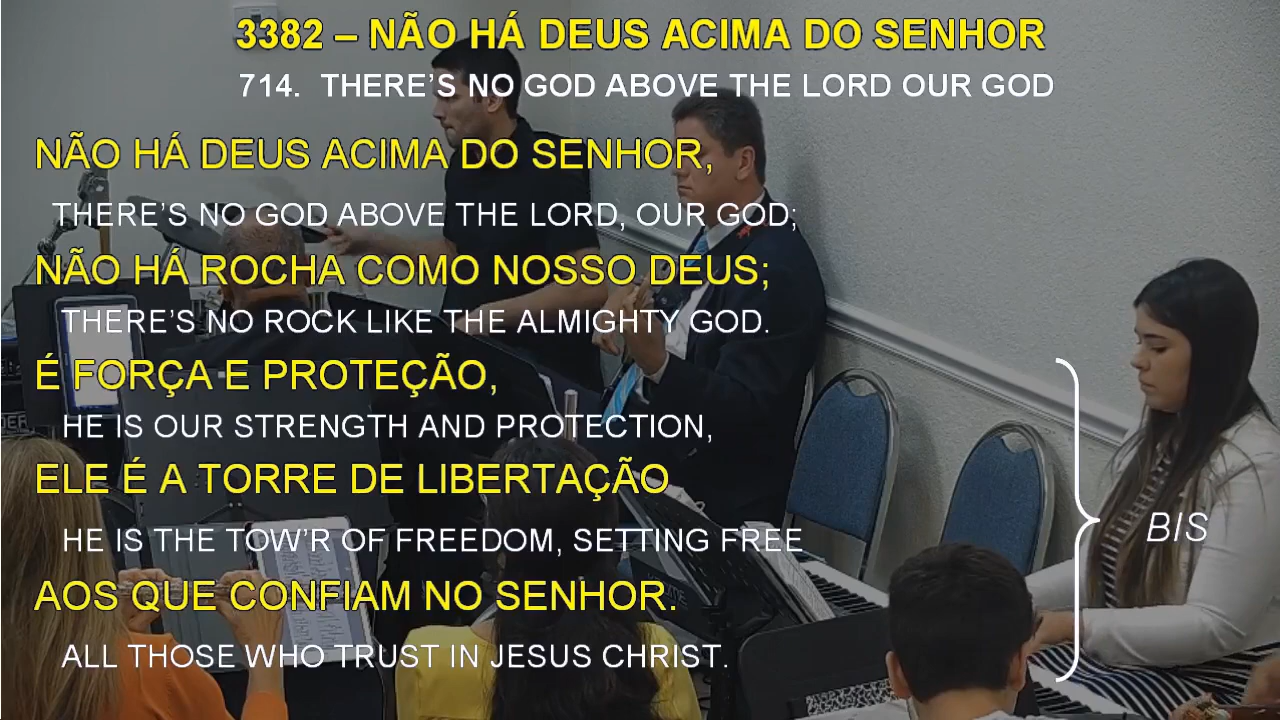 3382 – NÃO HÁ DEUS ACIMA DO SENHOR
714. THERE’S NO GOD ABOVE THE LORD OUR GOD
NÃO HÁ DEUS ACIMA DO SENHOR,
THERE’S NO GOD ABOVE THE LORD, OUR GOD;
NÃO HÁ ROCHA COMO NOSSO DEUS;
THERE’S NO ROCK LIKE THE ALMIGHTY GOD.
É FORÇA E PROTEÇÃO,
HE IS OUR STRENGTH AND PROTECTION,
ELE É A TORRE DE LIBERTAÇÃO
HE IS THE TOW’R OF FREEDOM, SETTING FREE
BIS
AOS QUE CONFIAM NO SENHOR.
ALL THOSE WHO TRUST IN JESUS CHRIST.